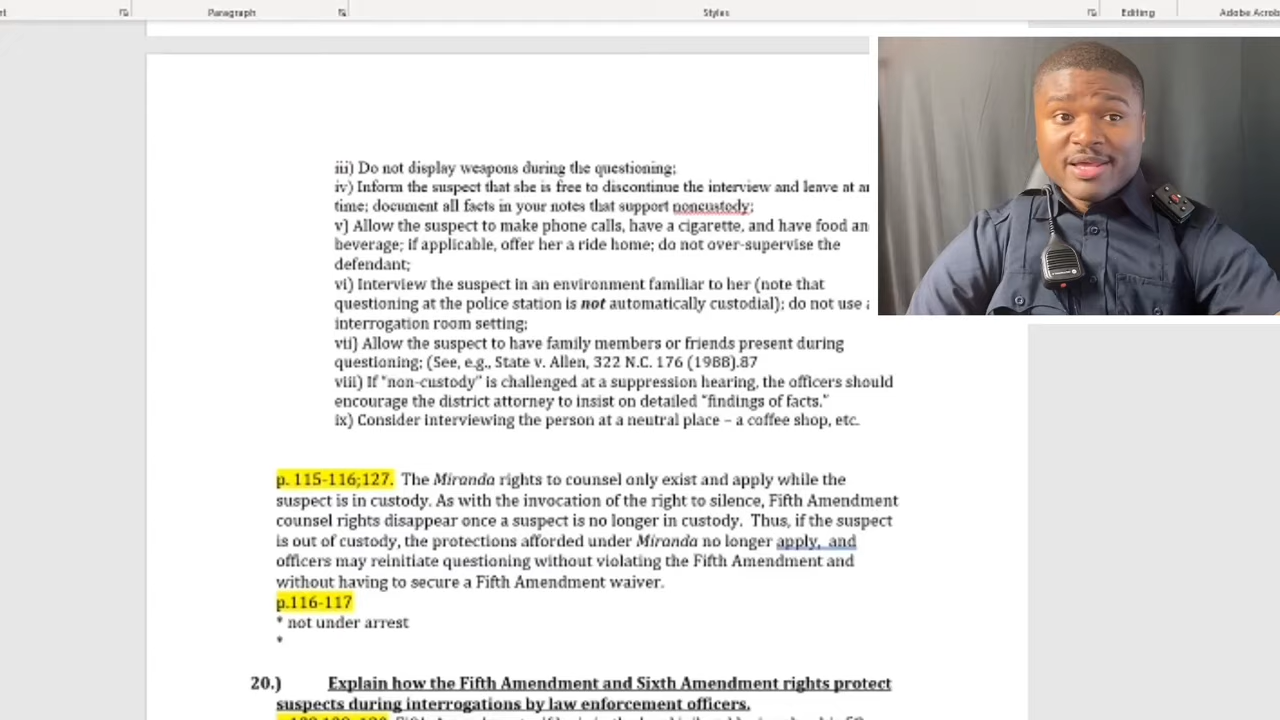 Paragraph
Styles
Editing
iii) Do not display weapons during the questioning;
iv) Inform the suspect that she is free to discontinue the interview and leave at
time; document all facts in your notes that support noncustody;
v) Allow the suspect to make phone calls, have a cigarette, and have food
beverage; if applicable, offer her a ride home; do not over-supervise the
defendant;
vi) Interview the suspect in an environment familiar to her (note that
questioning at the police station is not automatically custodial); do not use
interrogation room setting;
vii) Allow the suspect to have family members or friends present during
questioning; (See, e.g., State v. Allen, 322 N.C. 176 (1988).87
viii) If "non-custody" is challenged at a suppression hearing, the officers should
encourage the district attorney to insist on detailed "findings of facts."
ix) Consider interviewing the person at a neutral place – a coffee shop, etc.
p. 115-116;127. The Miranda rights to counsel only exist and apply while the
suspect is in custody. As with the invocation of the right to silence, Fifth Amendment
counsel rights disappear once a suspect is no longer in custody. Thus, if the suspect
is out of custody, the protections afforded under Miranda no longer apply, and
officers may reinitiate questioning without violating the Fifth Amendment and
without having to secure a Fifth Amendment waiver.
p.116-117
* not under arrest
*
20.) Explain how the Fifth Amendment and Sixth Amendment rights protect
suspects during interrogations by law enforcement officers.